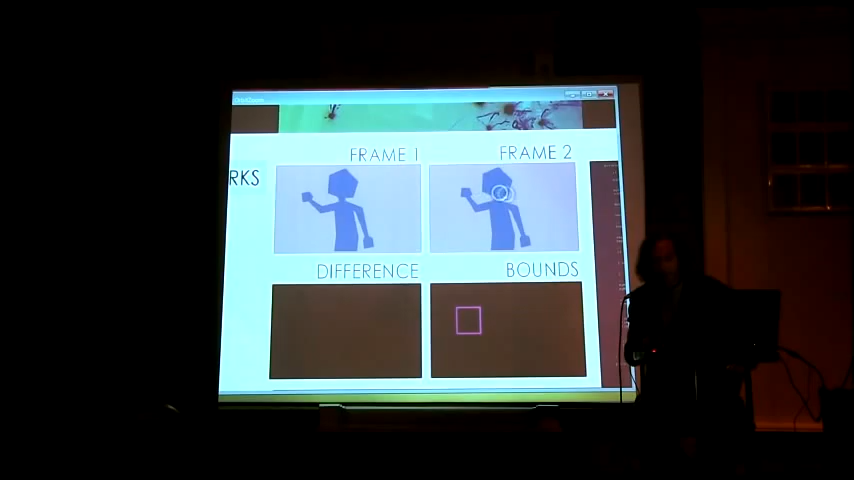 FRAME 1
FRAME 2
RKS
DIFFERENCE
BOUNDS